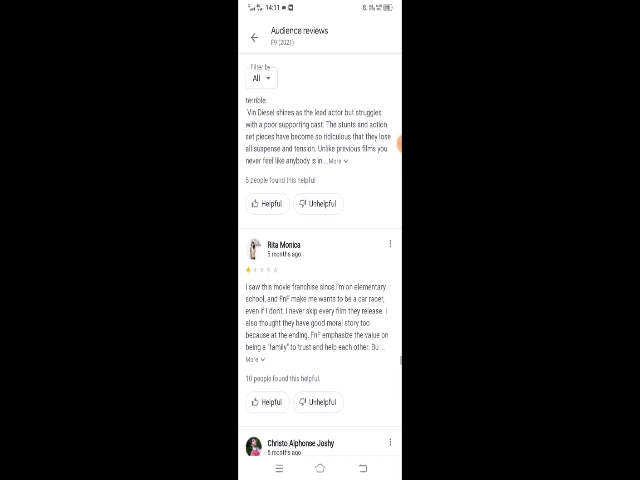 14:11
Audience reviews
F9 (2021)
Filter by
All
terrible.
Vin Diesel shines as the lead actor but struggles
with a poor supporting cast. The stunts and action
set pieces have become so ridiculous that they lose
all suspense and tension. Unlike previous films you
never feel like anybody is in ... More
5 people found this helpful.
Helpful Unhelpful
Rita Monica
5 months ago
I saw this movie franchise since I'm on elementary
school, and FnF make me wants to be a car racer,
even if I don't. I never skip every film they release. I
also thought they have good moral story too
because at the ending, FnF emphasize the value on
being a "family" to trust and help each other. Bu ...
More
10 people found this helpful.
Helpful Unhelpful
Christo Alphonse Joshy
5 months ago